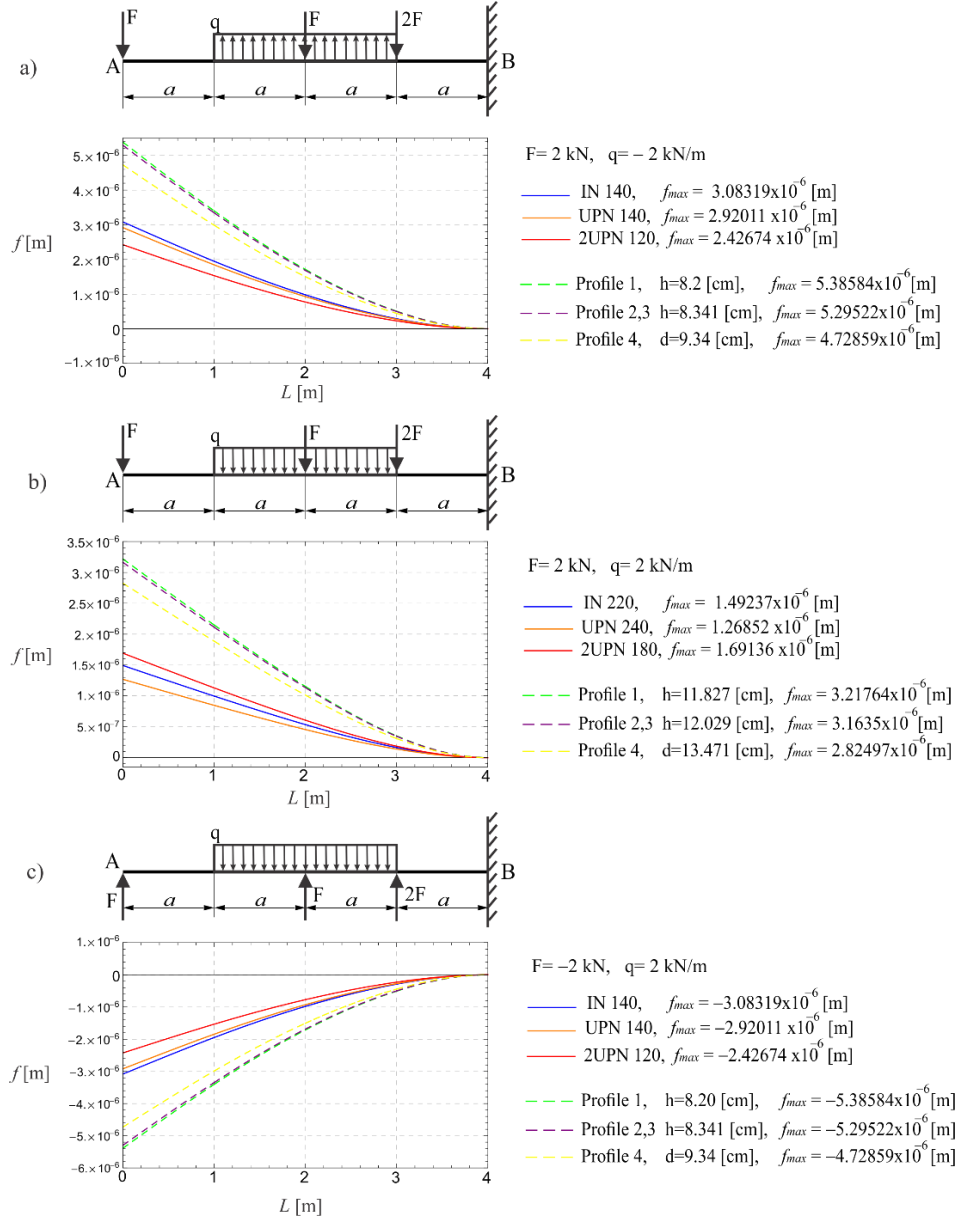 F q F 2F
A B
a)
a a a a
5.×10⁻⁶
4.×10⁻⁶
3.×10⁻⁶
2.×10⁻⁶
1.×10⁻⁶
0
−1.×10⁻⁶
f [m]
0 1 2 3 4
L [m]
F= 2 kN, q= – 2 kN/m
IN 140, fmax = 3.08319x10⁻⁶ [m]
UPN 140, fmax = 2.92011 x10⁻⁶ [m]
2UPN 120, fmax = 2.42674 x10⁻⁶ [m]
Profile 1, h=8.2 [cm], fmax = 5.38584x10⁻⁶ [m]
Profile 2,3 h=8.341 [cm], fmax = 5.29522x10⁻⁶ [m]
Profile 4, d=9.34 [cm], fmax = 4.72859x10⁻⁶ [m]
F q F 2F
A B
b)
a a a a
3.5×10⁻⁶
3.×10⁻⁶
2.5×10⁻⁶
2.×10⁻⁶
1.5×10⁻⁶
1.×10⁻⁶
5.×10⁻⁷
0
f [m]
0 1 2 3 4
L [m]
F= 2 kN, q= 2 kN/m
IN 220, fmax = 1.49237x10⁻⁶ [m]
UPN 240, fmax = 1.26852 x10⁻⁶ [m]
2UPN 180, fmax = 1.69136 x10⁻⁶ [m]
Profile 1, h=11.827 [cm], fmax = 3.21764x10⁻⁶ [m]
Profile 2,3 h=12.029 [cm], fmax = 3.1635x10⁻⁶ [m]
Profile 4, d=13.471 [cm], fmax = 2.82497x10⁻⁶ [m]
q
A B
c)
F F 2F
a a a a
1.×10⁻⁶
0
−1.×10⁻⁶
−2.×10⁻⁶
−3.×10⁻⁶
−4.×10⁻⁶
−5.×10⁻⁶
−6.×10⁻⁶
f [m]
0 1 2 3 4
L [m]
F= –2 kN, q= 2 kN/m
IN 140, fmax = –3.08319x10⁻⁶ [m]
UPN 140, fmax = –2.92011 x10⁻⁶ [m]
2UPN 120, fmax = –2.42674 x10⁻⁶ [m]
Profile 1, h=8.20 [cm], fmax = –5.38584x10⁻⁶ [m]
Profile 2,3 h=8.341 [cm], fmax = –5.29522x10⁻⁶ [m]
Profile 4, d=9.34 [cm], fmax = –4.72859x10⁻⁶ [m]